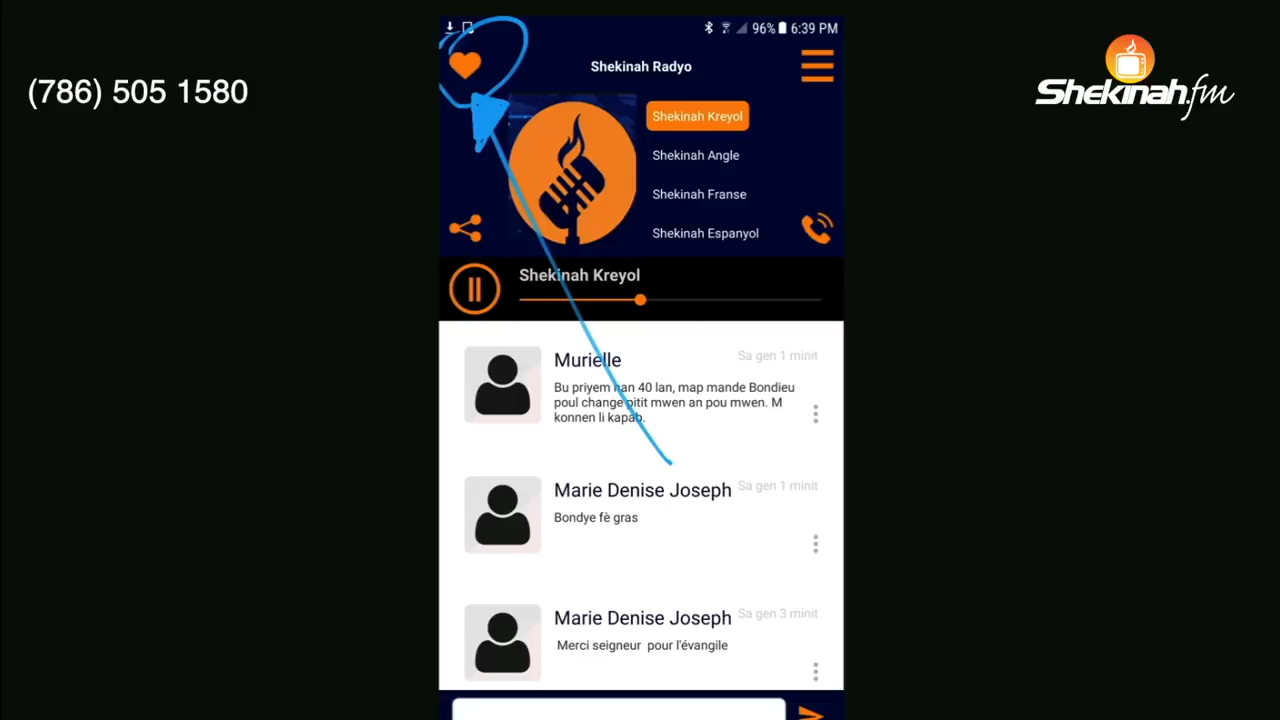 (786) 505 1580
96% 6:39 PM
Shekinah Radyo
Shekinah.fm
Shekinah Kreyol
Shekinah Angle
Shekinah Franse
Shekinah Espanyol
Shekinah Kreyol
Murielle
Sa gen 1 minit
Bu priyem nan 40 lan, map mande Bondieu
poul change pitit mwen an pou mwen. M
konnen li kapab.
Marie Denise Joseph
Sa gen 1 minit
Bondye fè gras
Marie Denise Joseph
Sa gen 3 minit
Merci seigneur pour l'évangile